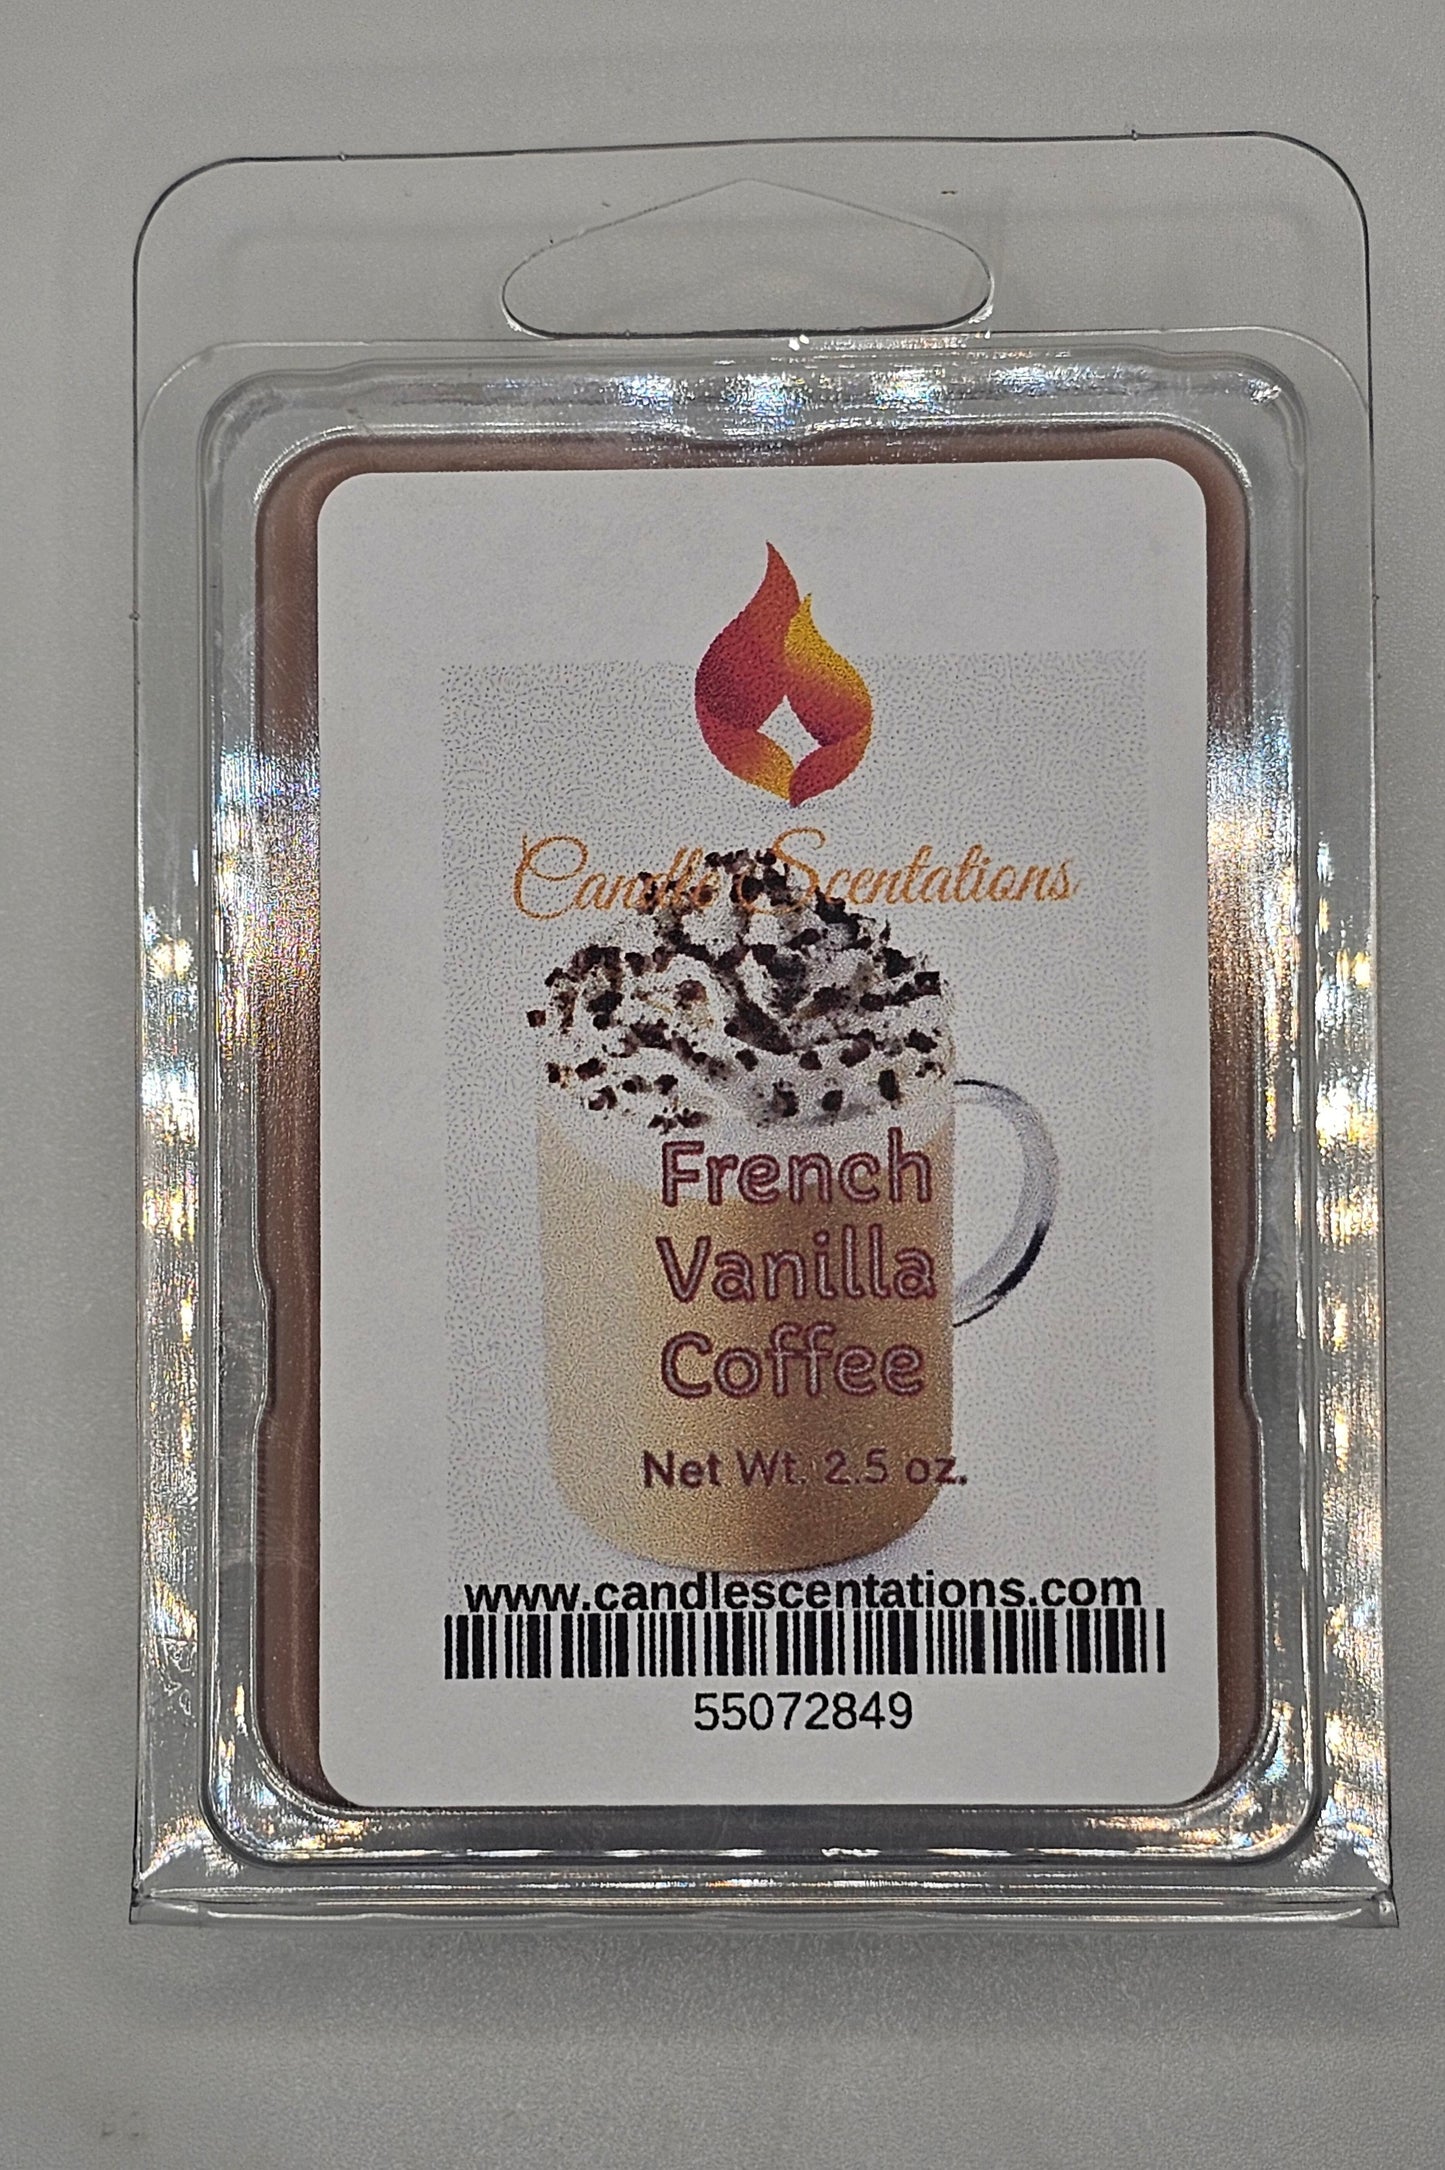 Candle Scentations
French
Vanilla
Coffee
Net Wt. 2.5 oz.
www.candlescentations.com
55072849